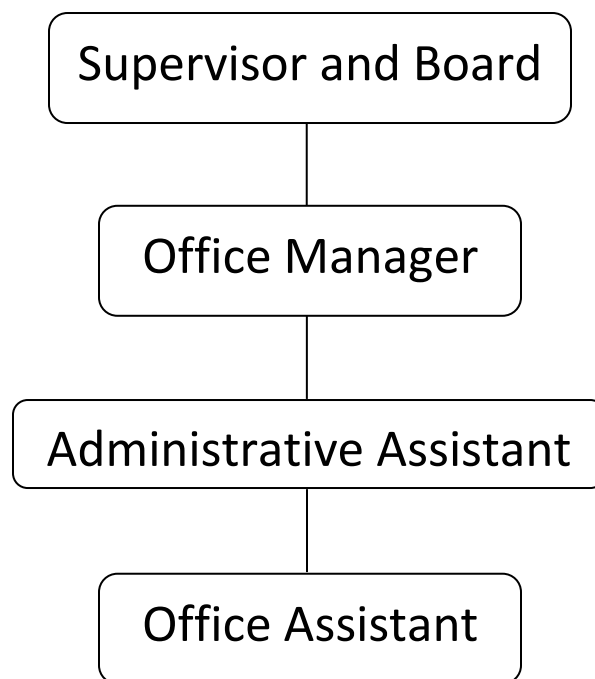 Supervisor and Board
Office Manager
Administrative Assistant
Office Assistant